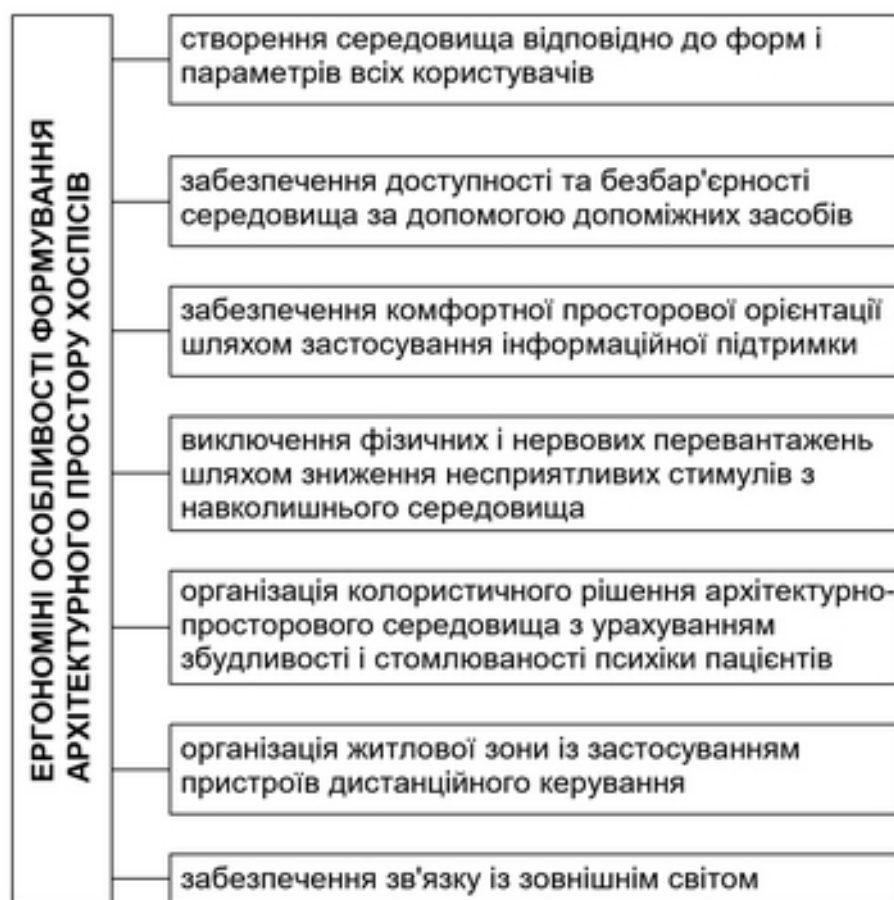 ЕРГОНОМІНІ ОСОБЛИВОСТІ ФОРМУВАННЯ
АРХІТЕКТУРНОГО ПРОСТОРУ ХОСПІСІВ
створення середовища відповідно до форм і
параметрів всіх користувачів
забезпечення доступності та безбар'єрності
середовища за допомогою допоміжних засобів
забезпечення комфортної просторової орієнтації
шляхом застосування інформаційної підтримки
виключення фізичних і нервових перевантажень
шляхом зниження несприятливих стимулів з
навколишнього середовища
організація колористичного рішення архітектурно-
просторового середовища з урахуванням
збудливості і стомлюваності психіки пацієнтів
організація житлової зони із застосуванням
пристроїв дистанційного керування
забезпечення зв'язку із зовнішнім світом